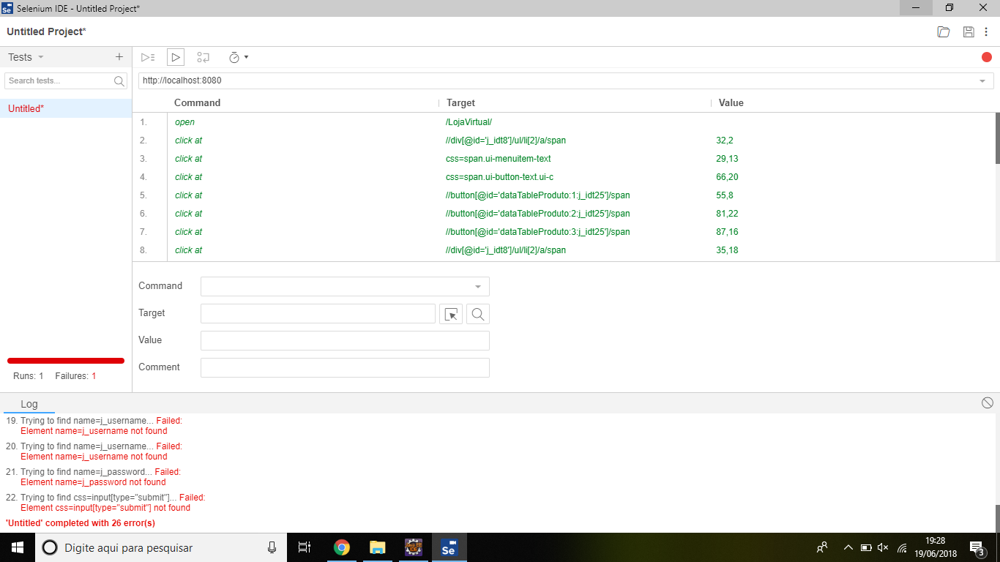 Selenium IDE - Untitled Project*
Untitled Project*
Tests
Search tests...
http://localhost:8080
Untitled*
Command Target Value
1. open /LojaVirtual/
2. click at //div[@id='j_idt8']/ul/li[2]/a/span 32,2
3. click at css=span.ui-menuitem-text 29,13
4. click at css=span.ui-button-text.ui-c 66,20
5. click at //button[@id='dataTableProduto:1:j_idt25']/span 55,8
6. click at //button[@id='dataTableProduto:2:j_idt25']/span 81,22
7. click at //button[@id='dataTableProduto:3:j_idt25']/span 87,16
8. click at //div[@id='j_idt8']/ul/li[2]/a/span 35,18
Command
Target
Value
Comment
Runs: 1 Failures: 1
Log
19. Trying to find name=j_username... Failed:
Element name=j_username not found
20. Trying to find name=j_username... Failed:
Element name=j_username not found
21. Trying to find name=j_password... Failed:
Element name=j_password not found
22. Trying to find css=input[type="submit"]... Failed:
Element css=input[type="submit"] not found
'Untitled' completed with 26 error(s)
Digite aqui para pesquisar
Se
19:28
19/06/2018
3